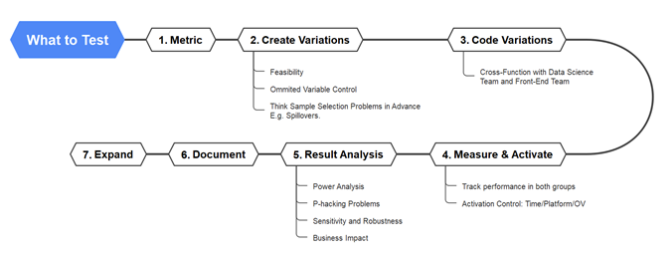 What to Test
1. Metric
2. Create Variations
3. Code Variations
Feasibility
Ommited Variable Control
Think Sample Selection Problems in Advance
E.g. Spillovers.
Cross-Function with Data Science
Team and Front-End Team
7. Expand
6. Document
5. Result Analysis
4. Measure & Activate
Power Analysis
P-hacking Problems
Sensitivity and Robustness
Business Impact
Track performance in both groups
Activation Control: Time/Platform/OV